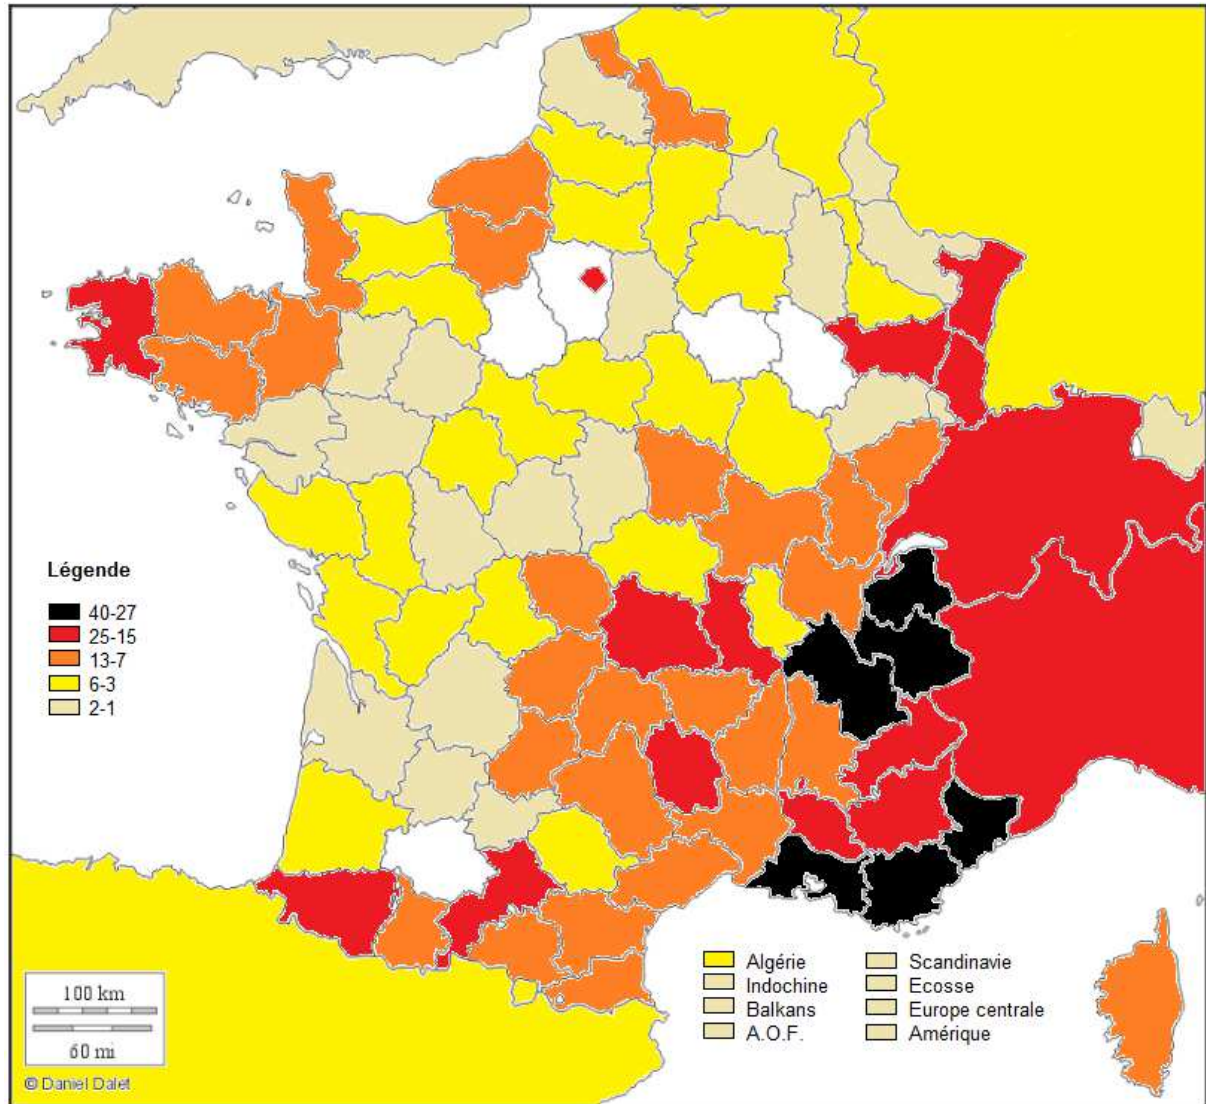 Légende
40-27
25-15
13-7
6-3
2-1
Algérie
Indochine
Balkans
A.O.F.
Scandinavie
Ecosse
Europe centrale
Amérique
100 km
60 mi
© Daniel Dalet